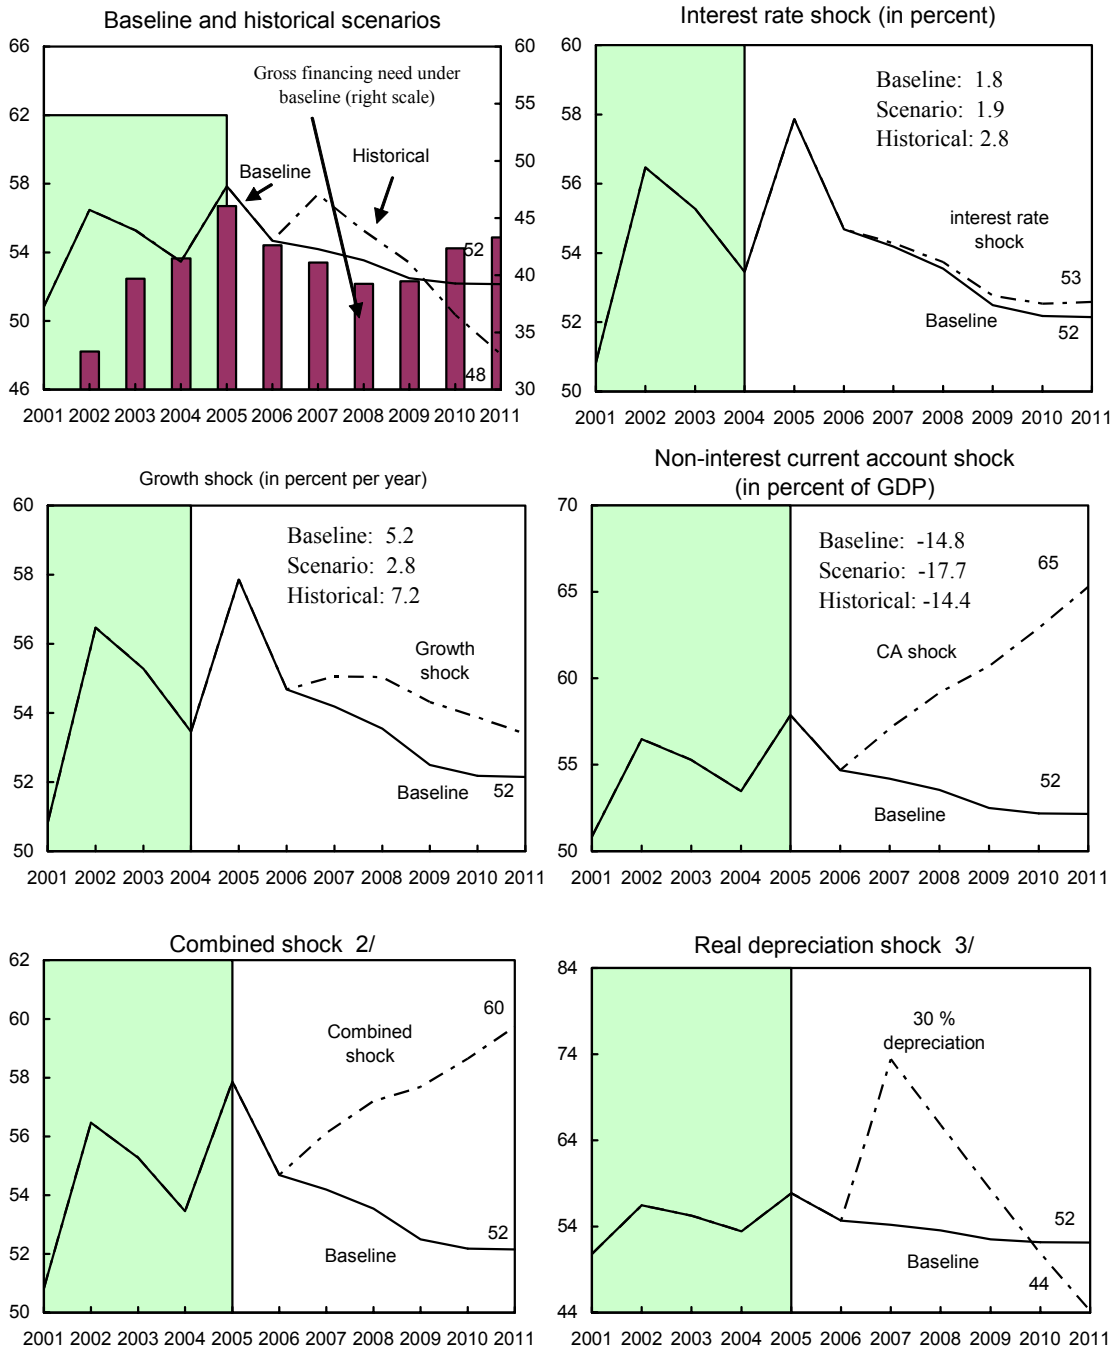 Baseline and historical scenarios
66
62
58
54
50
46
60
55
50
45
40
35
30
Gross financing need under
baseline (right scale)
Baseline
Historical
52
48
2001 2002 2003 2004 2005 2006 2007 2008 2009 2010 2011
Interest rate shock (in percent)
60
58
56
54
52
50
Baseline: 1.8
Scenario: 1.9
Historical: 2.8
interest rate
shock
53
Baseline
52
2001 2002 2003 2004 2005 2006 2007 2008 2009 2010 2011
Growth shock (in percent per year)
60
58
56
54
52
50
Baseline: 5.2
Scenario: 2.8
Historical: 7.2
Growth
shock
Baseline
52
2001 2002 2003 2004 2005 2006 2007 2008 2009 2010 2011
Non-interest current account shock
(in percent of GDP)
70
65
60
55
50
Baseline: -14.8
Scenario: -17.7
Historical: -14.4
65
CA shock
52
Baseline
2001 2002 2003 2004 2005 2006 2007 2008 2009 2010 2011
Combined shock 2/
62
60
58
56
54
52
50
60
Combined
shock
52
Baseline
2001 2002 2003 2004 2005 2006 2007 2008 2009 2010 2011
Real depreciation shock 3/
84
74
64
54
44
30 %
depreciation
52
Baseline
44
2001 2002 2003 2004 2005 2006 2007 2008 2009 2010 2011